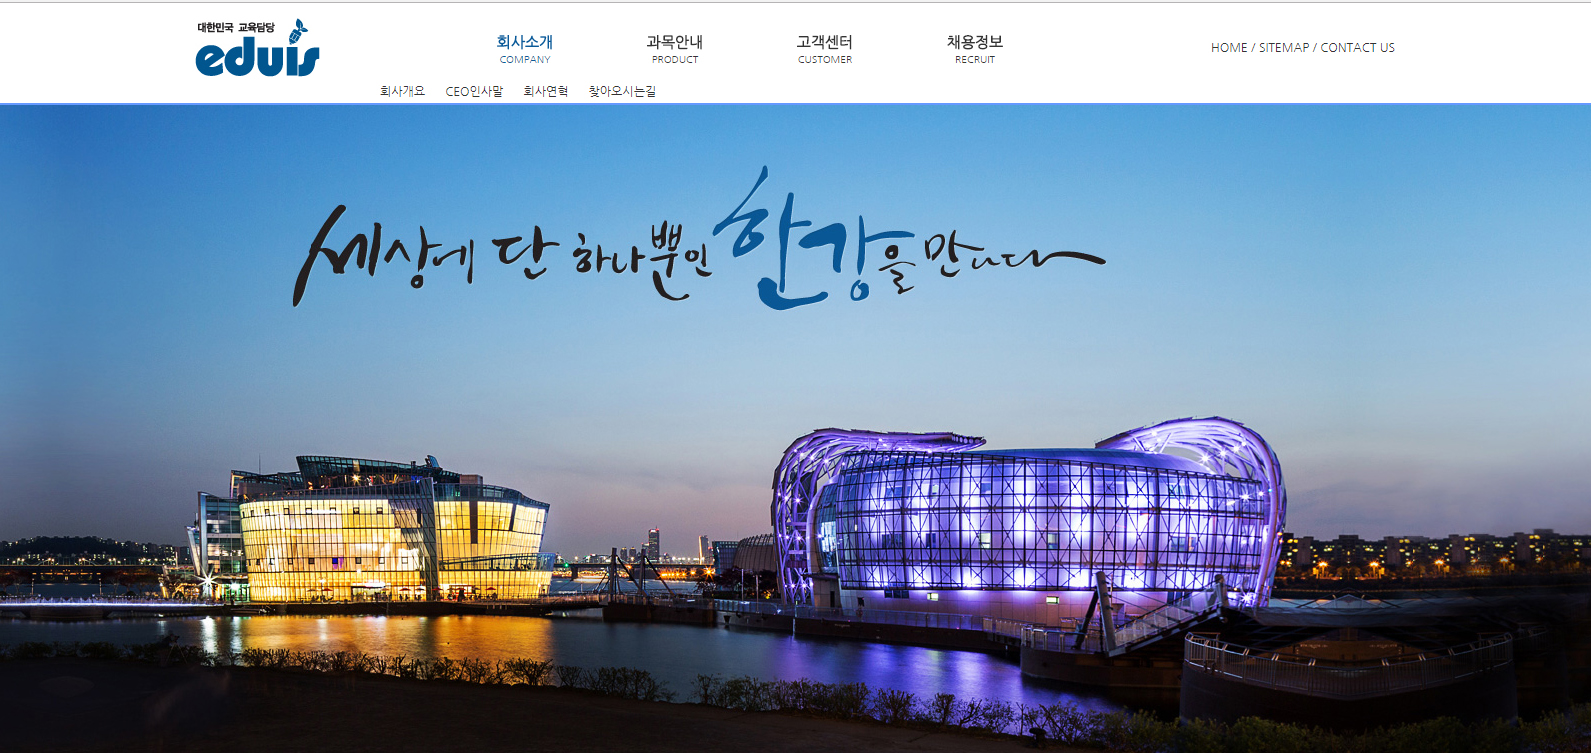 대한민국 교육담당
eduis
회사소개 과목안내 고객센터 채용정보
COMPANY PRODUCT CUSTOMER RECRUIT
HOME / SITEMAP / CONTACT US
회사개요 CEO인사말 회사연혁 찾아오시는길
세상에 단 하나뿐인 한강을 만나다